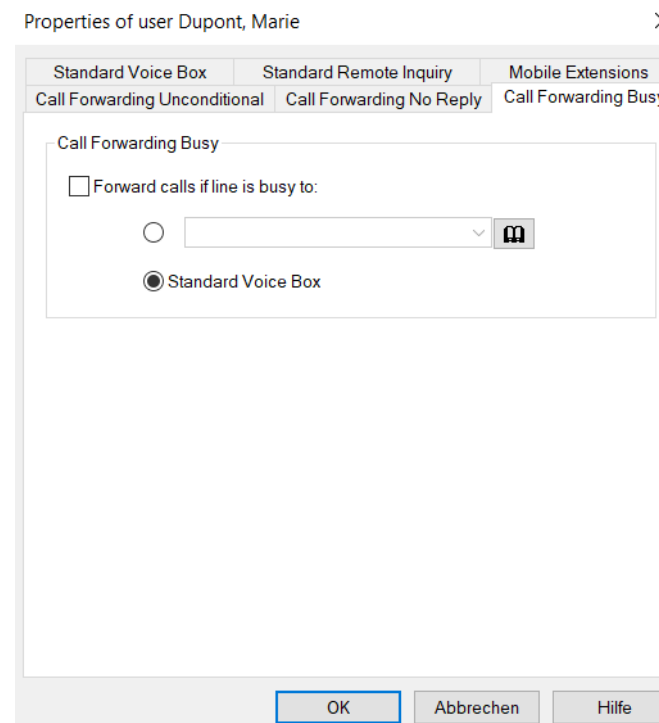 Properties of user Dupont, Marie
Standard Voice Box Standard Remote Inquiry Mobile Extensions
Call Forwarding Unconditional Call Forwarding No Reply Call Forwarding Busy
Call Forwarding Busy
Forward calls if line is busy to:
Standard Voice Box
OK Abbrechen Hilfe